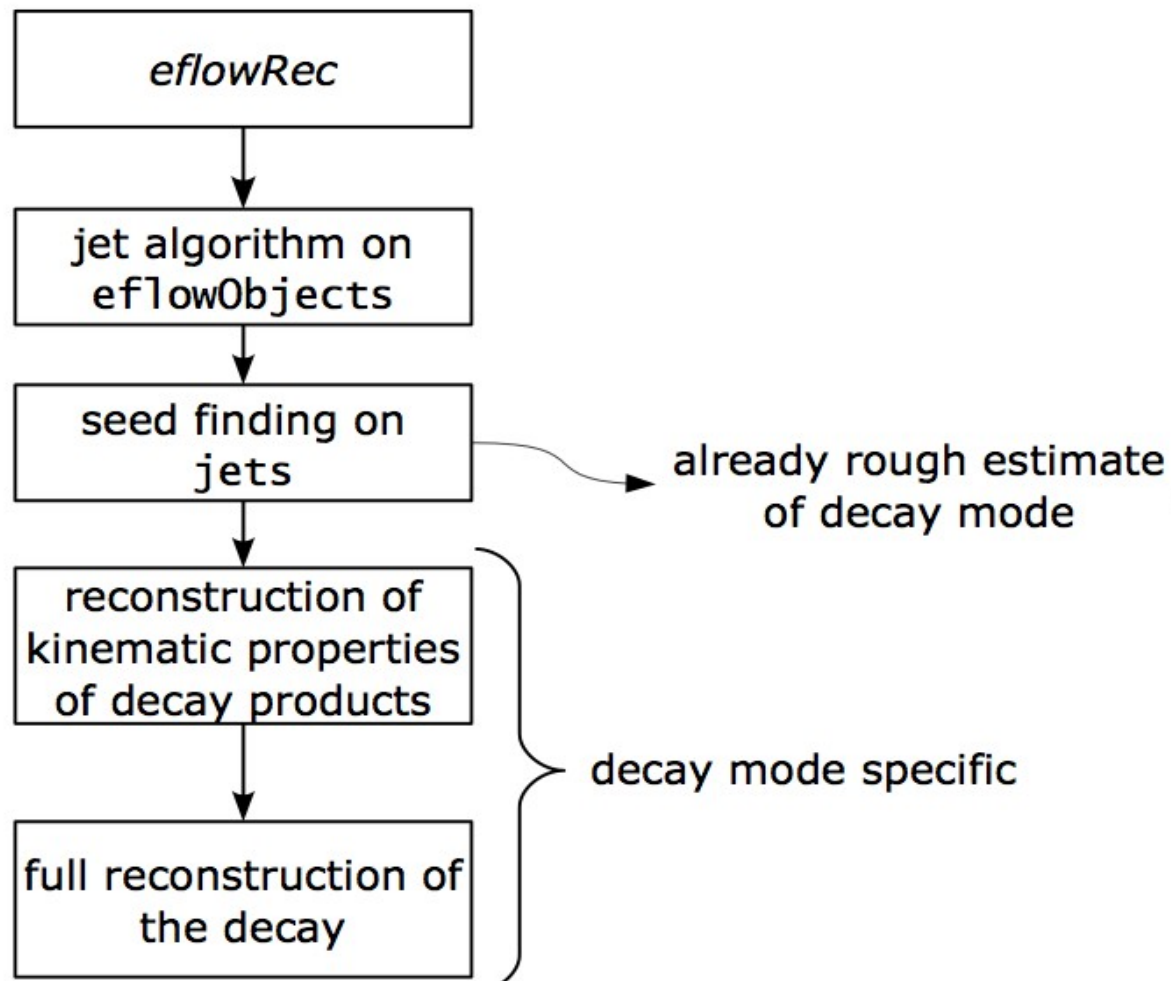 eflowRec
jet algorithm on
eflowObjects
seed finding on
jets
already rough estimate
of decay mode
reconstruction of
kinematic properties
of decay products
decay mode specific
full reconstruction of
the decay